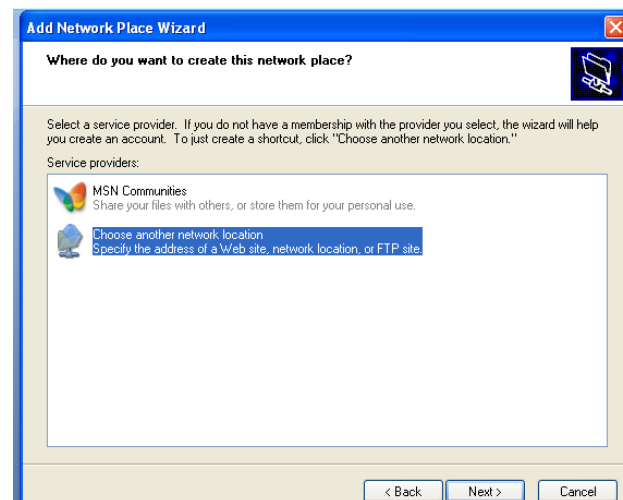 Add Network Place Wizard
Where do you want to create this network place?
Select a service provider. If you do not have a membership with the provider you select, the wizard will help
you create an account. To just create a shortcut, click "Choose another network location."
Service providers:
MSN Communities
Share your files with others, or store them for your personal use.
Choose another network location
Specify the address of a Web site, network location, or FTP site.
< Back Next > Cancel